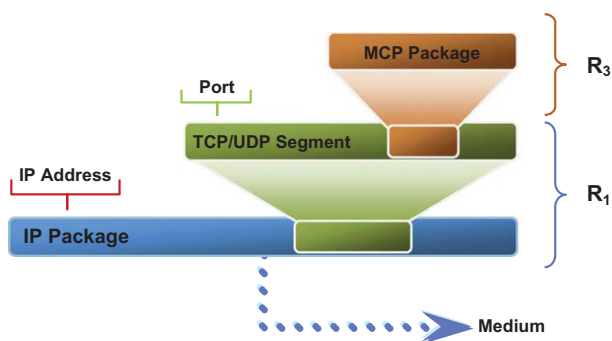 MCP Package
R3
Port
TCP/UDP Segment
IP Address
R1
IP Package
Medium